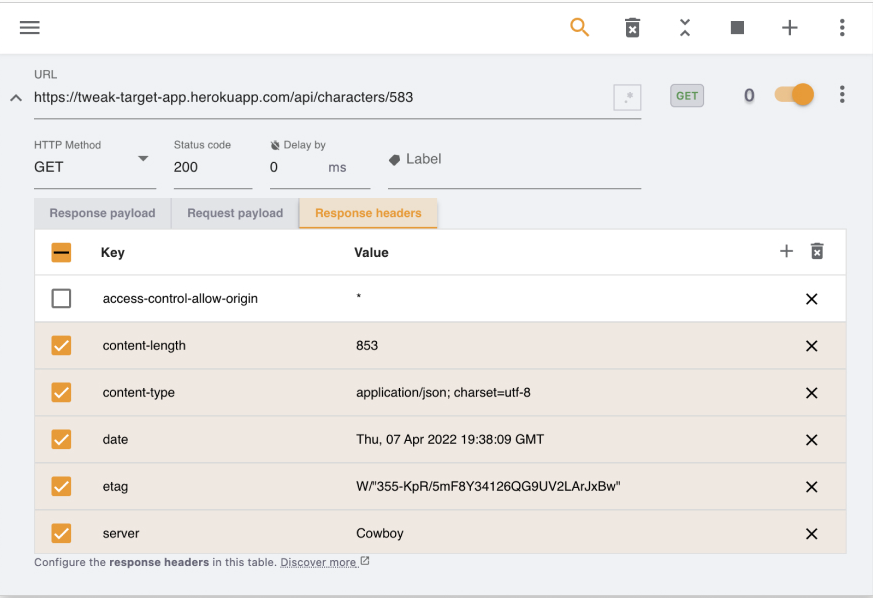 URL
https://tweak-target-app.herokuapp.com/api/characters/583
.*
GET
0
HTTP Method
GET
Status code
200
Delay by
0 ms
Label
Response payload Request payload Response headers
Key Value
access-control-allow-origin *
content-length 853
content-type application/json; charset=utf-8
date Thu, 07 Apr 2022 19:38:09 GMT
etag W/"355-KpR/5mF8Y34126QG9UV2LArJxBw"
server Cowboy
Configure the response headers in this table. Discover more